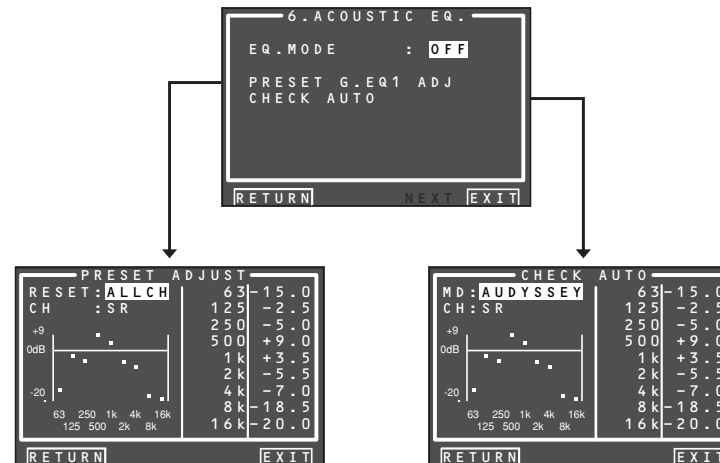 6.ACOUSTIC EQ.
EQ.MODE : OFF
PRESET G.EQ1 ADJ
CHECK AUTO
RETURN NEXT EXIT
PRESET ADJUST
RESET:ALLCH
CH :SR
+9
0dB
-20
63 250 1k 4k 16k
125 500 2k 8k
63 -15.0
125 -2.5
250 -5.0
500 +9.0
1k +3.5
2k -5.5
4k -7.0
8k -18.5
16k -20.0
RETURN EXIT
CHECK AUTO
MD:AUDYSSEY
CH:SR
+9
0dB
-20
63 250 1k 4k 16k
125 500 2k 8k
63 -15.0
125 -2.5
250 -5.0
500 +9.0
1k +3.5
2k -5.5
4k -7.0
8k -18.5
16k -20.0
RETURN EXIT